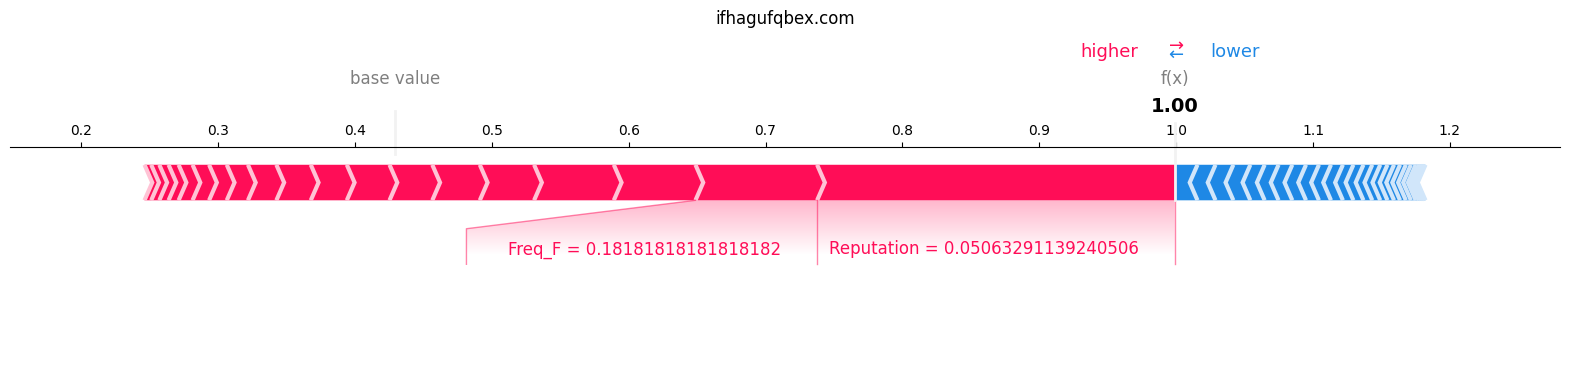 ifhagufqbex.com
higher ⇄ lower
base value f(x)
1.00
0.2 0.3 0.4 0.5 0.6 0.7 0.8 0.9 1.0 1.1 1.2
Freq_F = 0.18181818181818182 Reputation = 0.05063291139240506